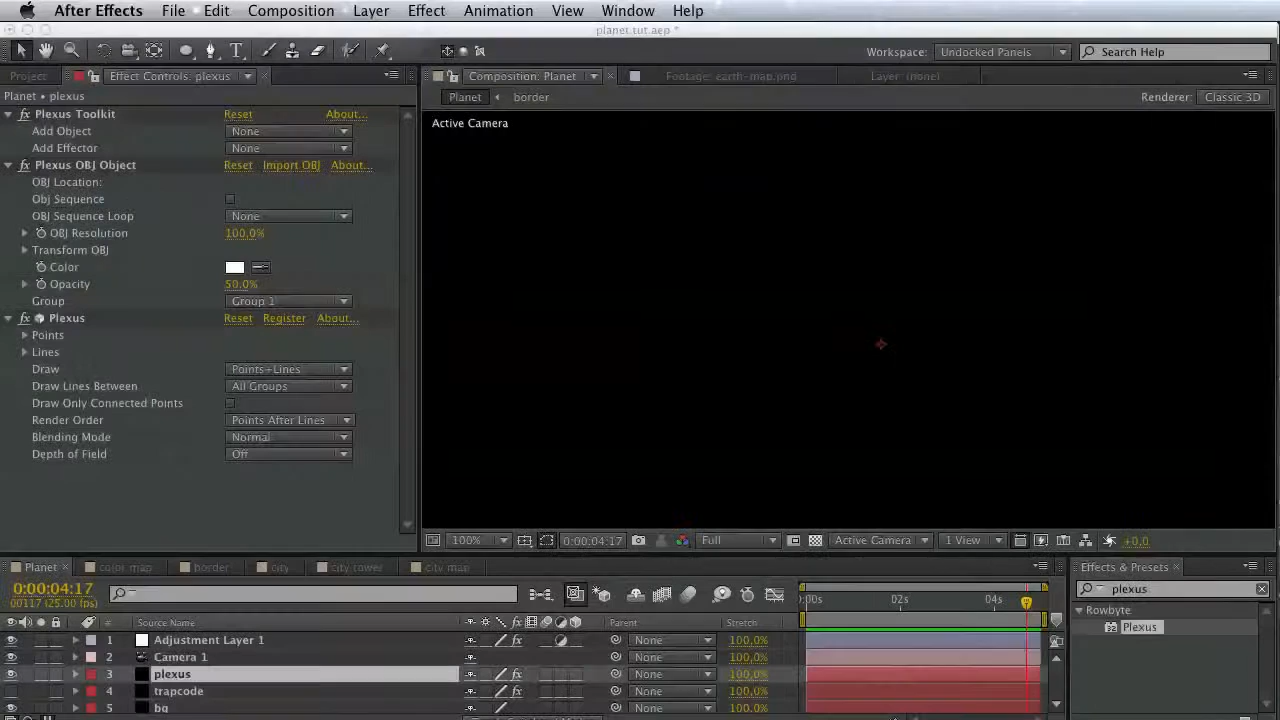 After Effects File Edit Composition Layer Effect Animation View Window Help
planet tut.aep *
Workspace: Undocked Panels Search Help
Project Effect Controls: plexus Composition: Planet Footage: earth-map.png Layer: (none)
Planet • plexus Planet border Renderer: Classic 3D
Plexus Toolkit Reset About... Active Camera
Add Object None
Add Effector None
Plexus OBJ Object Reset Import OBJ About...
OBJ Location:
Obj Sequence
OBJ Sequence Loop None
OBJ Resolution 100,0%
Transform OBJ
Color
Opacity 50,0%
Group Group 1
Plexus Reset Register About...
Points
Lines
Draw Points+Lines
Draw Lines Between All Groups
Draw Only Connected Points
Render Order Points After Lines
Blending Mode Normal
Depth of Field Off
100% 0:00:04:17 Full Active Camera 1 View +0,0
Planet color map border city city tower city map Effects & Presets
0:00:04:17 plexus
00117 (25.00 fps) :00s 02s 04s Rowbyte
# Source Name Parent Stretch Plexus
1 Adjustment Layer 1 None 100,0%
2 Camera 1 None 100,0%
3 plexus None 100,0%
4 trapcode None 100,0%
5 bg None 100,0%